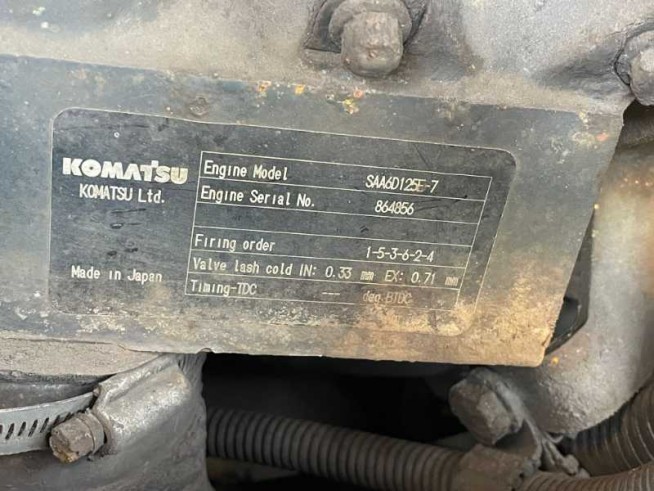 KOMATSU
KOMATSU Ltd.
Made in Japan
Engine Model SAA6D125E-7
Engine Serial No. 864856
Firing order 1-5-3-6-2-4
Valve lash cold IN: 0.33 mm EX: 0.71 mm
Timing-TDC --- deg.BTDC